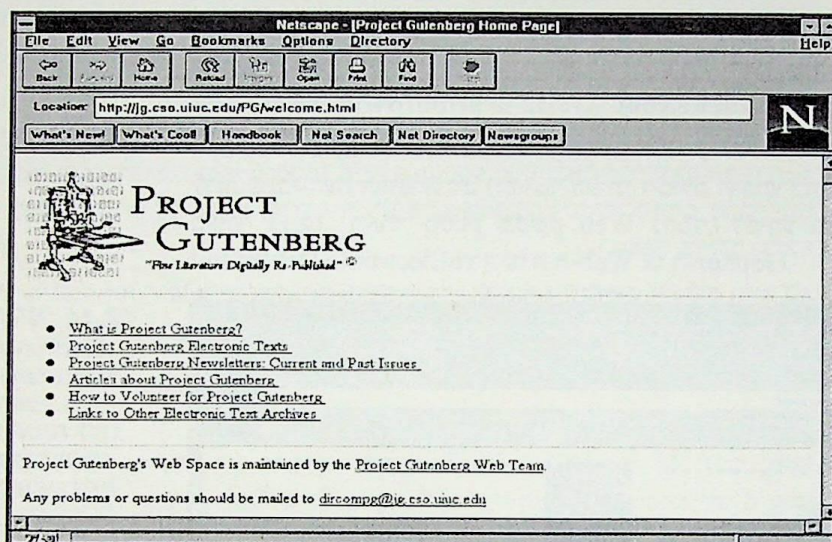 Netscape - [Project Gutenberg Home Page]
File Edit View Go Bookmarks Options Directory Help
Back Forward Home Reload Images Open Print Find Stop
Location: http://jg.cso.uiuc.edu/PG/welcome.html
N
What's New! What's Cool! Handbook Net Search Net Directory Newsgroups
PROJECT
GUTENBERG
"Fine Literature Digitally Re-Published" ©
• What is Project Gutenberg?
• Project Gutenberg Electronic Texts
• Project Gutenberg Newsletters: Current and Past Issues
• Articles about Project Gutenberg
• How to Volunteer for Project Gutenberg
• Links to Other Electronic Text Archives
Project Gutenberg's Web Space is maintained by the Project Gutenberg Web Team.
Any problems or questions should be mailed to dircompg@jg.cso.uiuc.edu